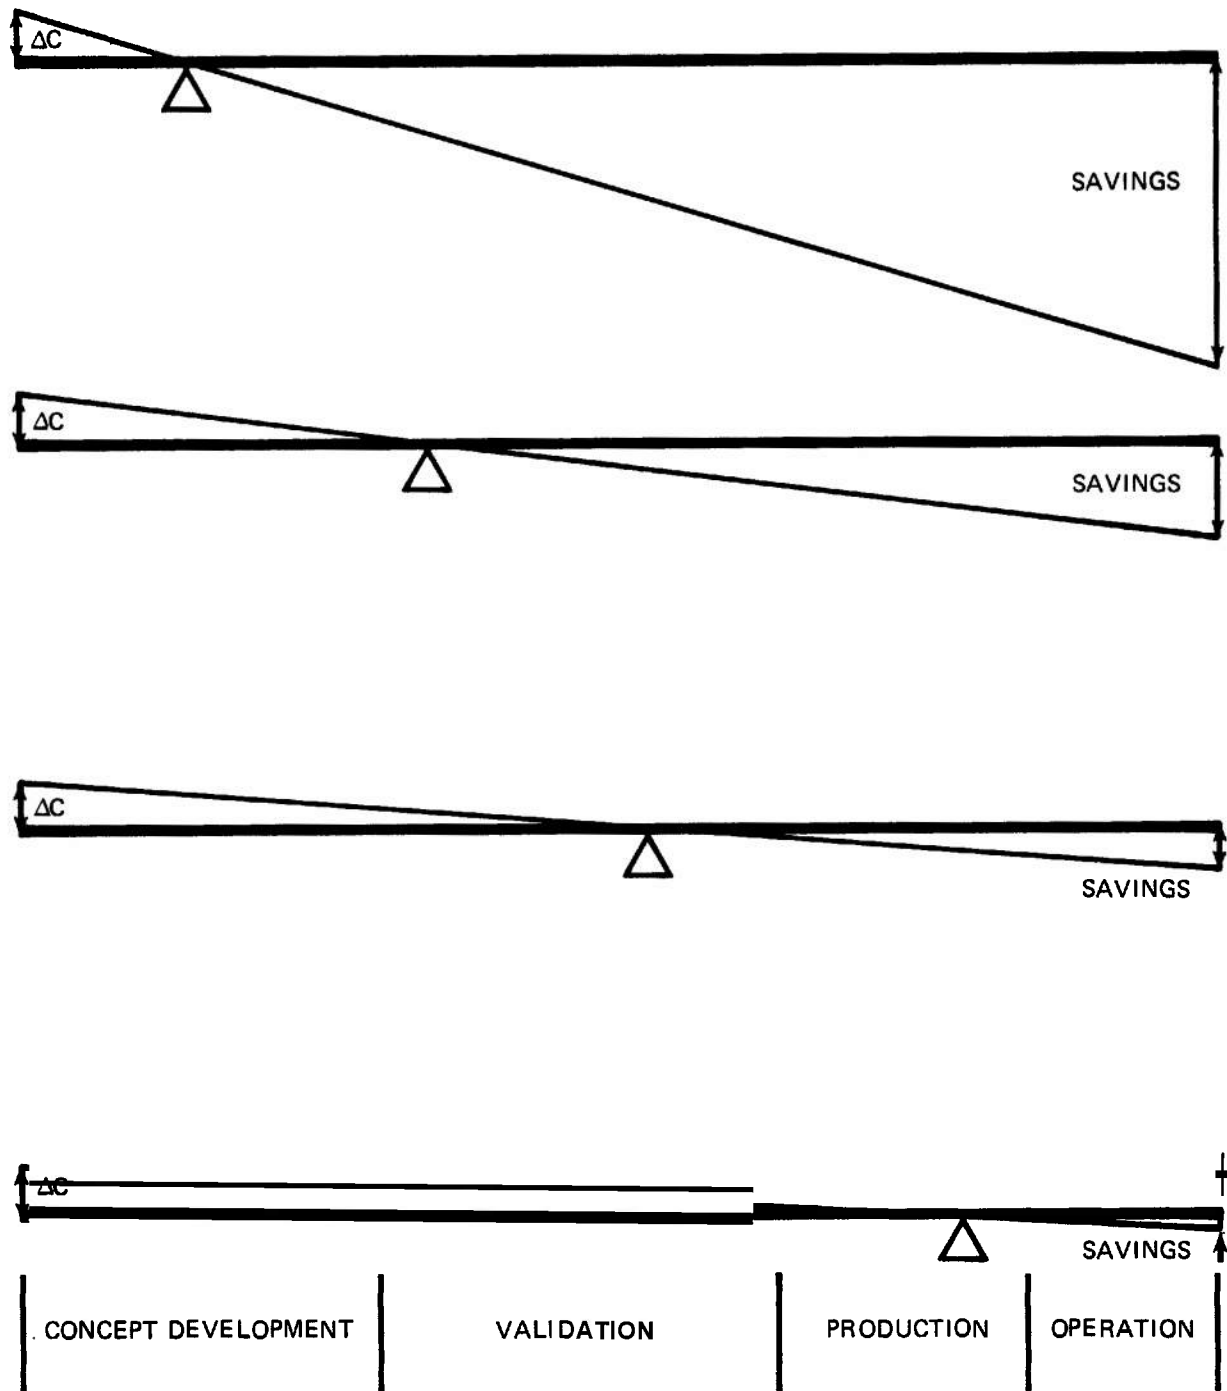 ΔC
SAVINGS
ΔC
SAVINGS
ΔC
SAVINGS
ΔC
SAVINGS
CONCEPT DEVELOPMENT VALIDATION PRODUCTION OPERATION